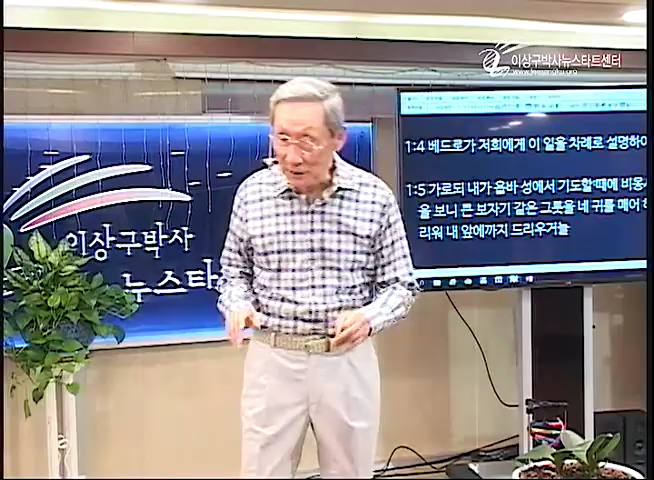 이상구박사뉴스타트센터
1:4 베드로가 저희에게 이 일을 차례로 설명하여
1:5 가로되 내가 욥바 성에서 기도할 때에 비몽
을 보니 큰 보자기 같은 그릇을 네 귀를 매어
리워 내 앞에까지 드리우거늘
이상구박사
뉴스타